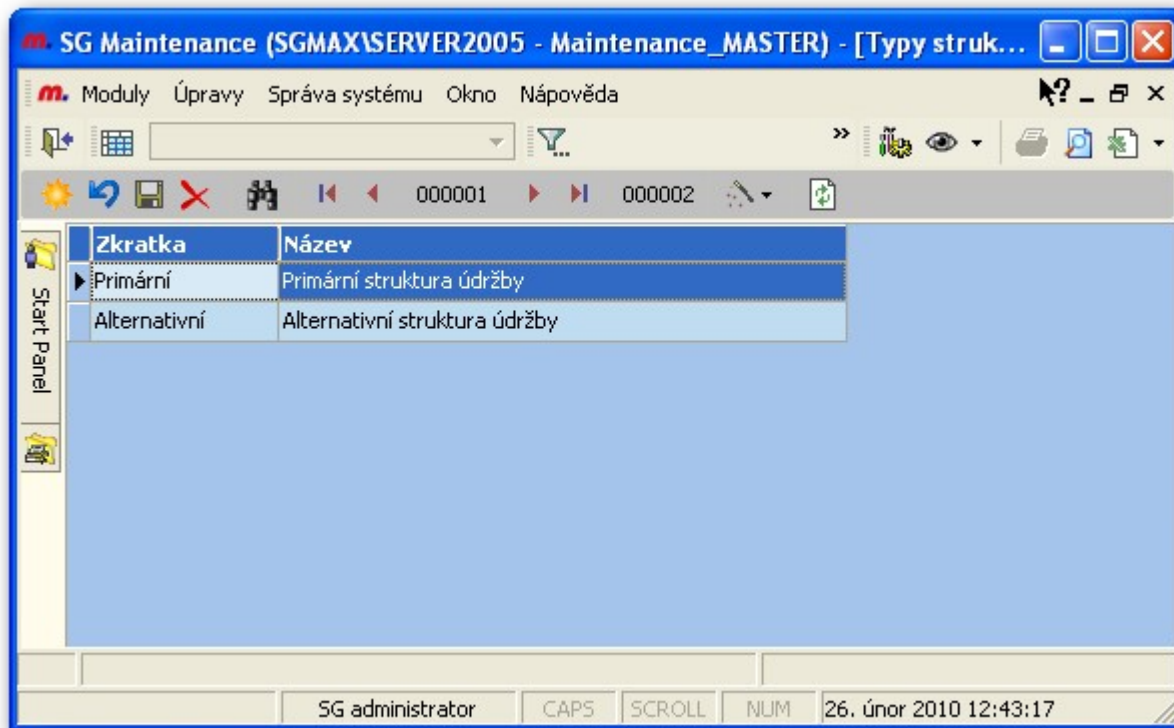 m. SG Maintenance (SGMAX\SERVER2005 - Maintenance_MASTER) - [Typy struk...
m. Moduly Úpravy Správa systému Okno Nápověda
000001 000002
Zkratka Název
Primární Primární struktura údržby
Alternativní Alternativní struktura údržby
Start Panel
SG administrator CAPS SCROLL NUM 26. únor 2010 12:43:17